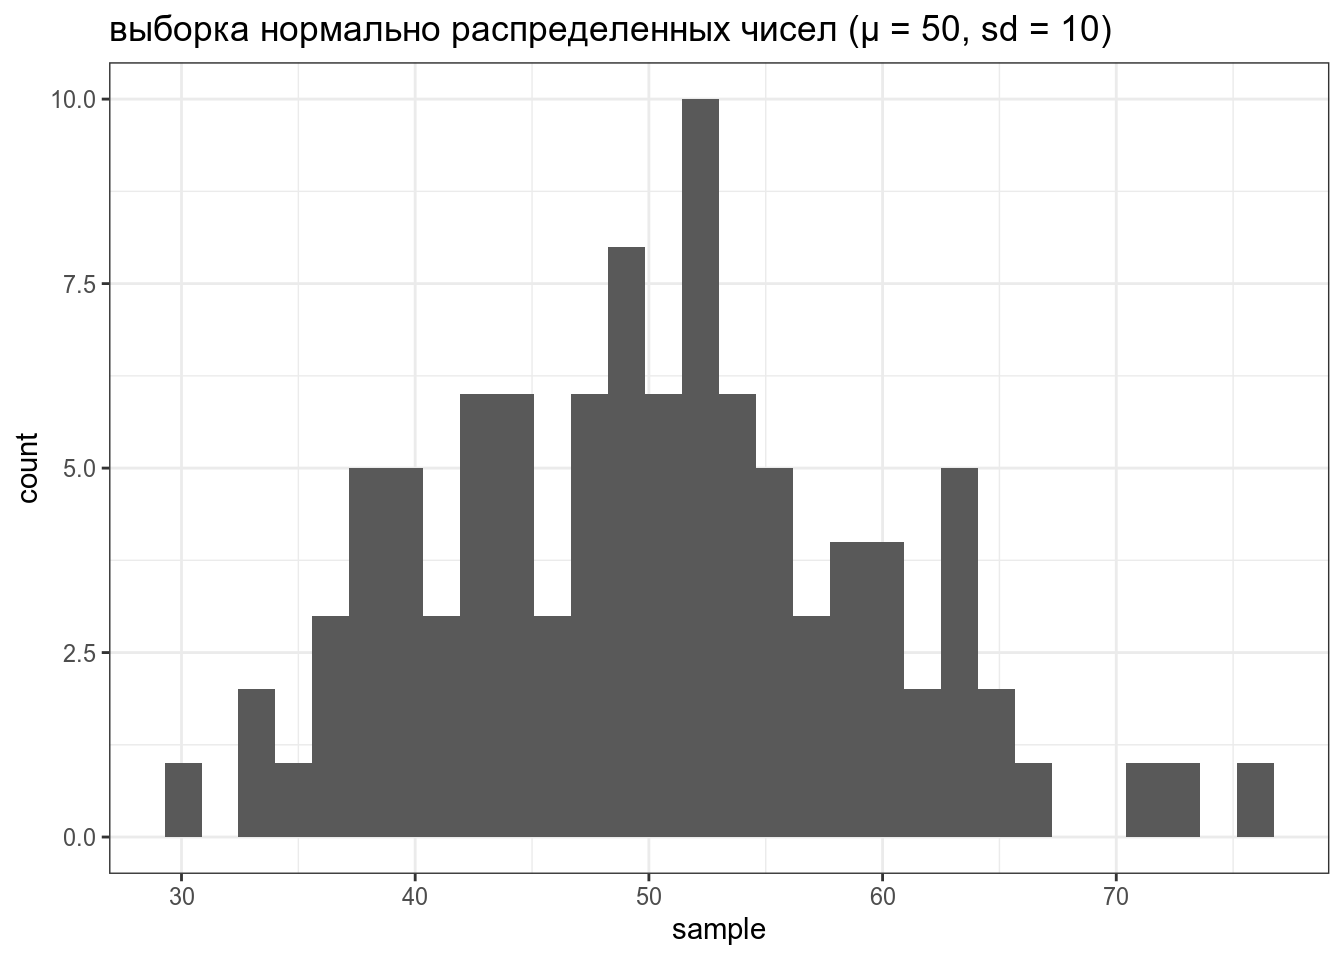 выборка нормально распределенных чисел (μ = 50, sd = 10)
10.0
7.5
5.0
2.5
0.0
count
30 40 50 60 70
sample